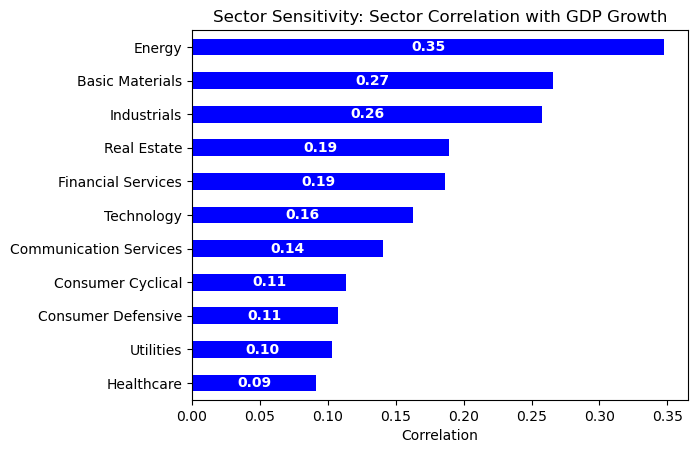 Sector Sensitivity: Sector Correlation with GDP Growth
Energy 0.35
Basic Materials 0.27
Industrials 0.26
Real Estate 0.19
Financial Services 0.19
Technology 0.16
Communication Services 0.14
Consumer Cyclical 0.11
Consumer Defensive 0.11
Utilities 0.10
Healthcare 0.09
0.00 0.05 0.10 0.15 0.20 0.25 0.30 0.35
Correlation